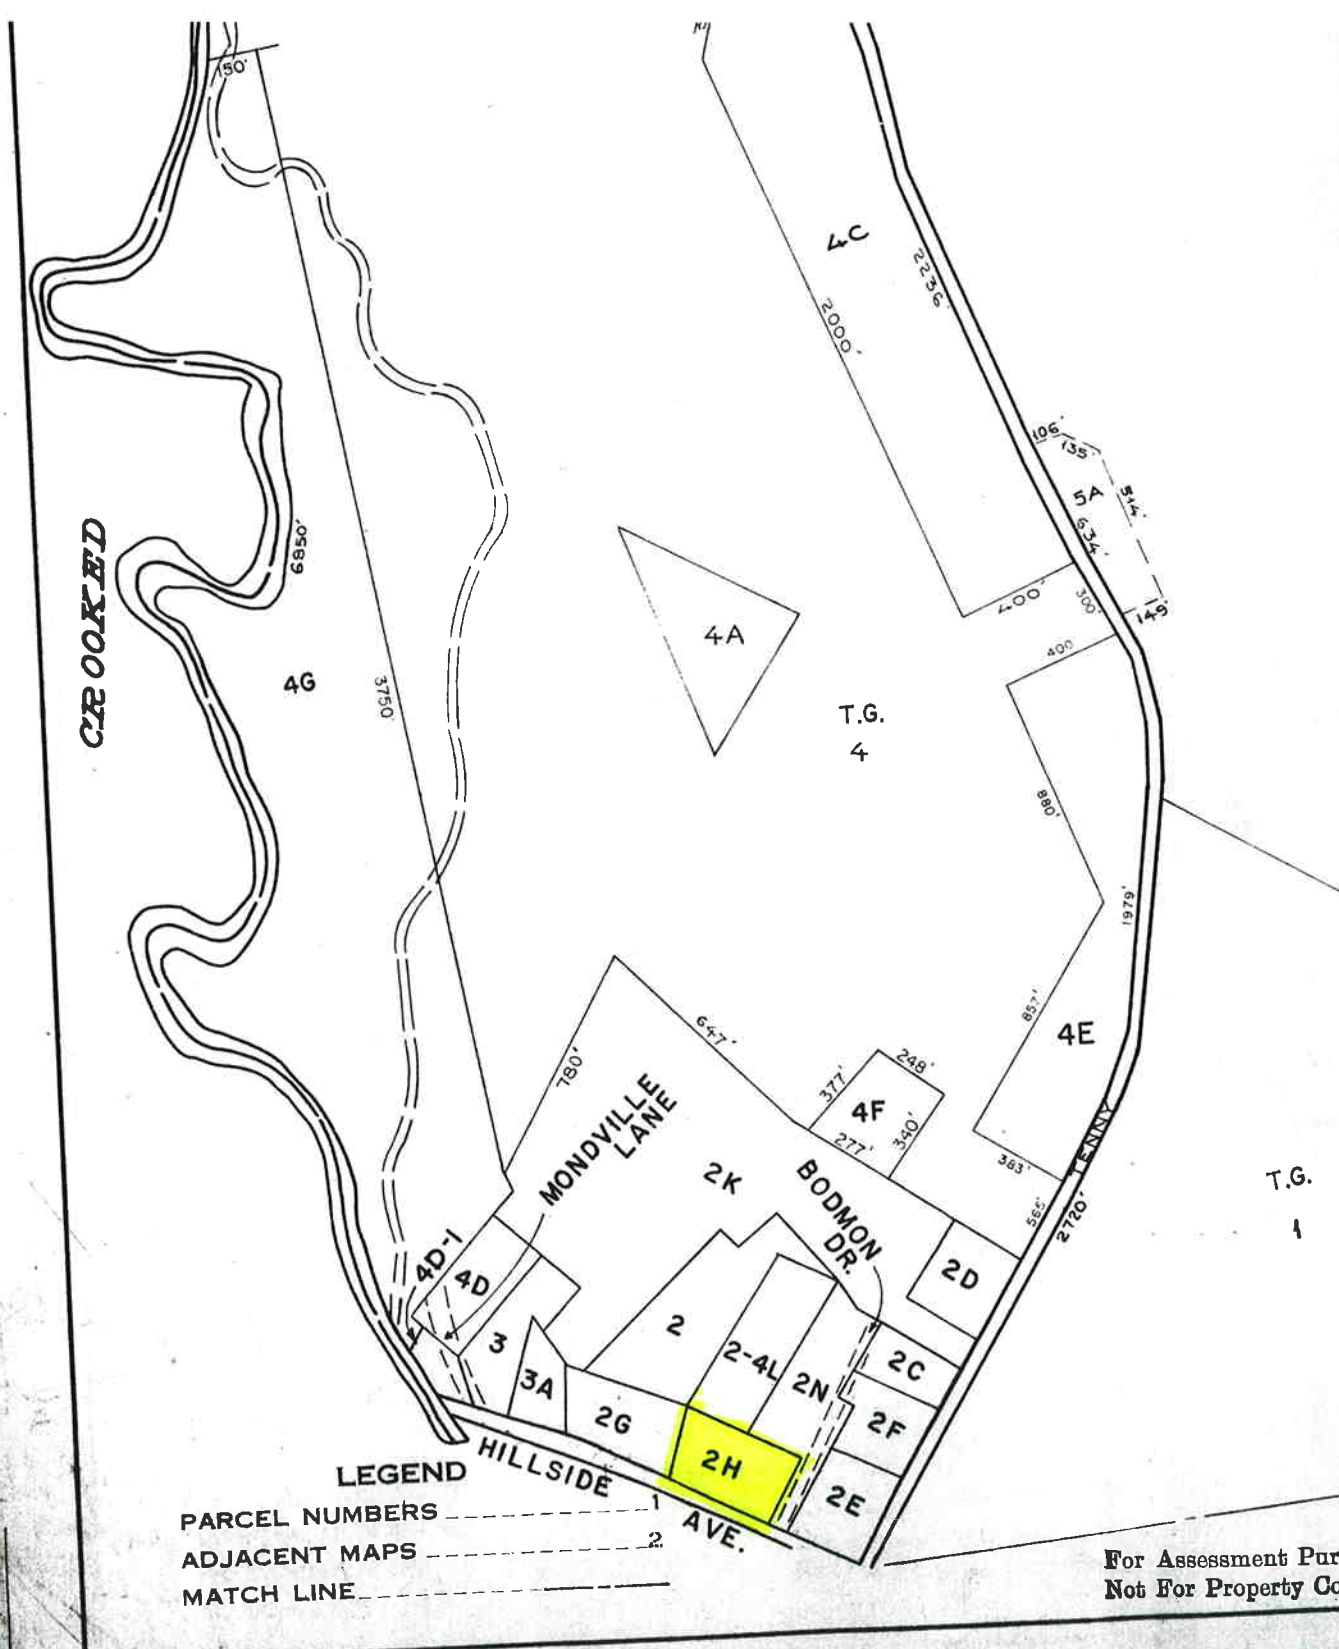 150'
4C
2236'
2000'
106'
135'
5A
514'
634'
CROOKED
6850'
400'
300'
149'
4A
400
4G
3750'
T.G.
4
880'
1979'
857'
4E
647'
780'
248'
377'
4F
340'
277'
MONDVILLE
LANE
TENNY
383'
2K
BODMON
DR.
T.G.
1
565'
2720'
4D-1
4D
2D
2
3
2-4L
2C
3A
2N
2G
2F
2H
2E
HILLSIDE
AVE.
LEGEND
PARCEL NUMBERS 1
ADJACENT MAPS 2
MATCH LINE
For Assessment Pur
Not For Property Co